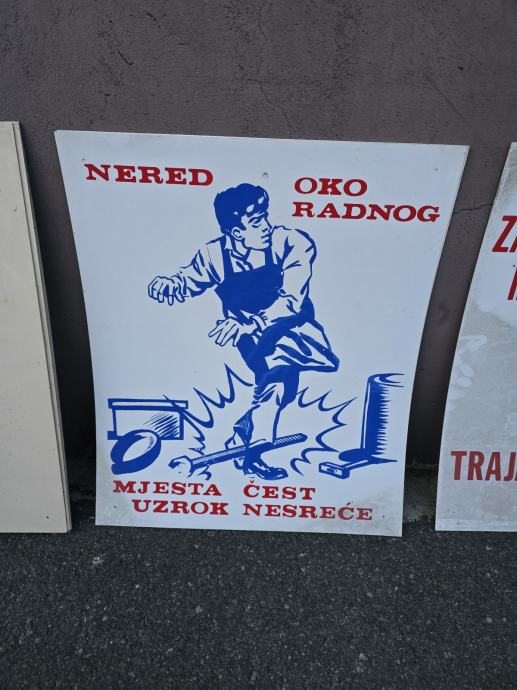 NERED OKO
RADNOG
MJESTA ČEST
UZROK NESREĆE
TRAJ